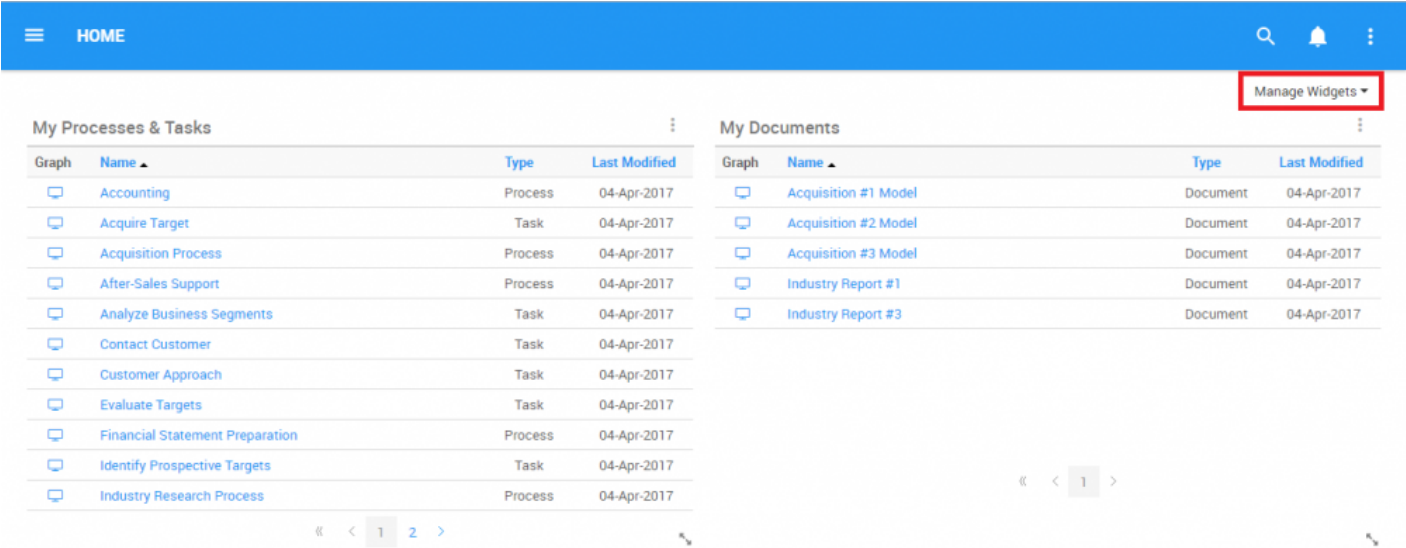 HOME
Manage Widgets
My Processes & Tasks
Graph Name Type Last Modified
Accounting Process 04-Apr-2017
Acquire Target Task 04-Apr-2017
Acquisition Process Process 04-Apr-2017
After-Sales Support Process 04-Apr-2017
Analyze Business Segments Task 04-Apr-2017
Contact Customer Task 04-Apr-2017
Customer Approach Task 04-Apr-2017
Evaluate Targets Task 04-Apr-2017
Financial Statement Preparation Process 04-Apr-2017
Identify Prospective Targets Task 04-Apr-2017
Industry Research Process Process 04-Apr-2017
« < 1 2 >
My Documents
Graph Name Type Last Modified
Acquisition #1 Model Document 04-Apr-2017
Acquisition #2 Model Document 04-Apr-2017
Acquisition #3 Model Document 04-Apr-2017
Industry Report #1 Document 04-Apr-2017
Industry Report #3 Document 04-Apr-2017
« < 1 >